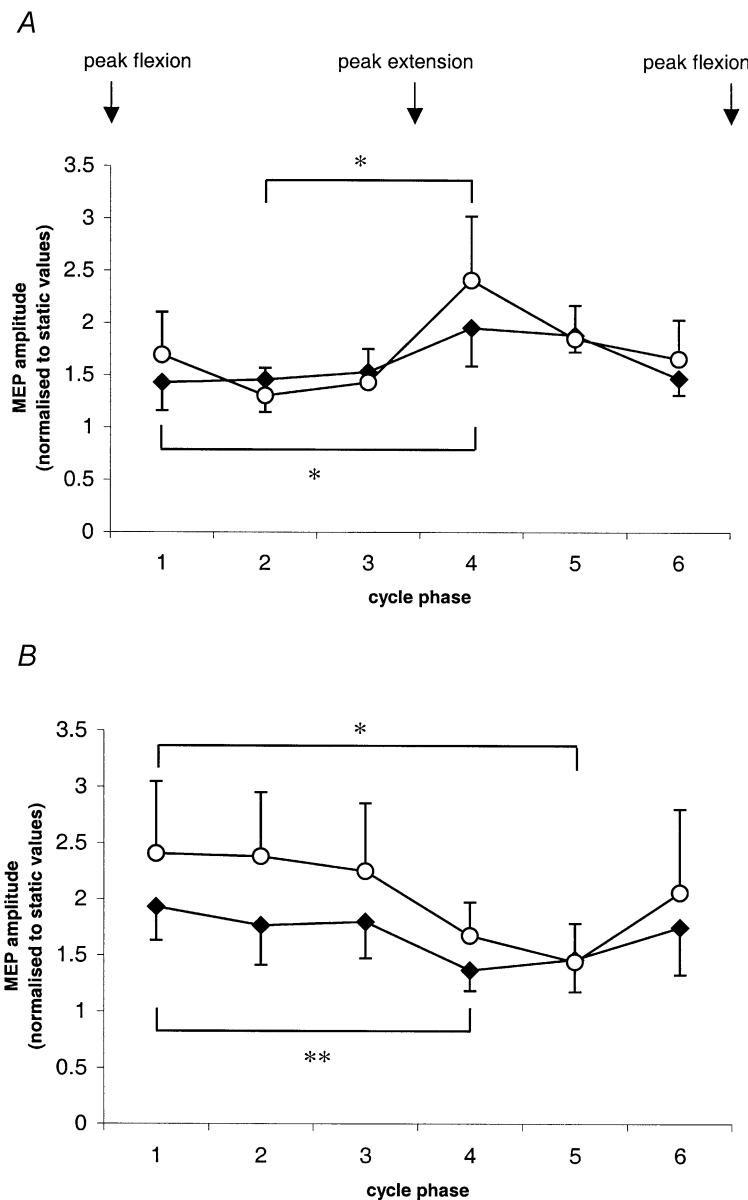 A
peak flexion peak extension peak flexion
MEP amplitude
(normalised to static values)
3.5
3
2.5
2
1.5
1
0.5
0
*
*
1 2 3 4 5 6
cycle phase
B
MEP amplitude
(normalised to static values)
3.5
3
2.5
2
1.5
1
0.5
0
*
**
1 2 3 4 5 6
cycle phase